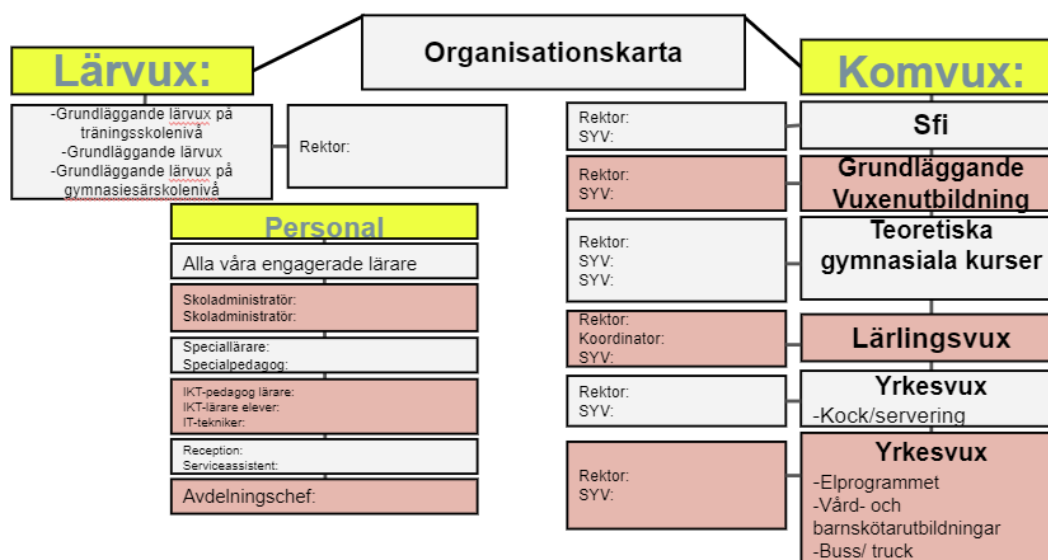 Organisationskarta
Lärvux:
-Grundläggande lärvux på
träningsskolenivå
-Grundläggande lärvux
-Grundläggande lärvux på
gymnasiesärskolenivå
Rektor:
Personal
Alla våra engagerade lärare
Skoladministratör:
Skoladministratör:
Speciallärare:
Specialpedagog:
IKT-pedagog lärare:
IKT-lärare elever:
IT-tekniker:
Reception:
Serviceassistent:
Avdelningschef:
Komvux:
Rektor:
SYV:
Sfi
Rektor:
SYV:
Grundläggande
Vuxenutbildning
Rektor:
SYV:
SYV:
Teoretiska
gymnasiala kurser
Rektor:
Koordinator:
SYV:
Lärlingsvux
Rektor:
SYV:
Yrkesvux
-Kock/servering
Rektor:
SYV:
Yrkesvux
-Elprogrammet
-Vård- och
barnskötarutbildningar
-Buss/ truck